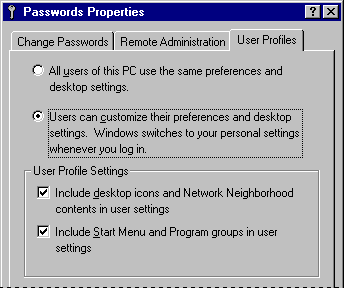 Passwords Properties
Change Passwords Remote Administration User Profiles
All users of this PC use the same preferences and
desktop settings.
Users can customize their preferences and desktop
settings. Windows switches to your personal settings
whenever you log in.
User Profile Settings
Include desktop icons and Network Neighborhood
contents in user settings
Include Start Menu and Program groups in user
settings